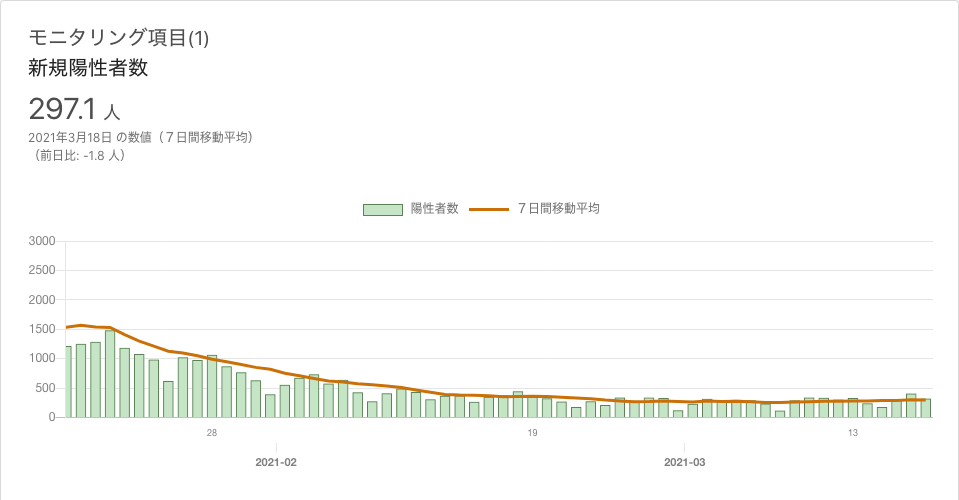 モニタリング項目(1)
新規陽性者数
297.1 人
2021年3月18日 の数値（７日間移動平均）
（前日比: -1.8 人）
陽性者数 ７日間移動平均
3000
2500
2000
1500
1000
500
0
28 19 13
2021-02 2021-03